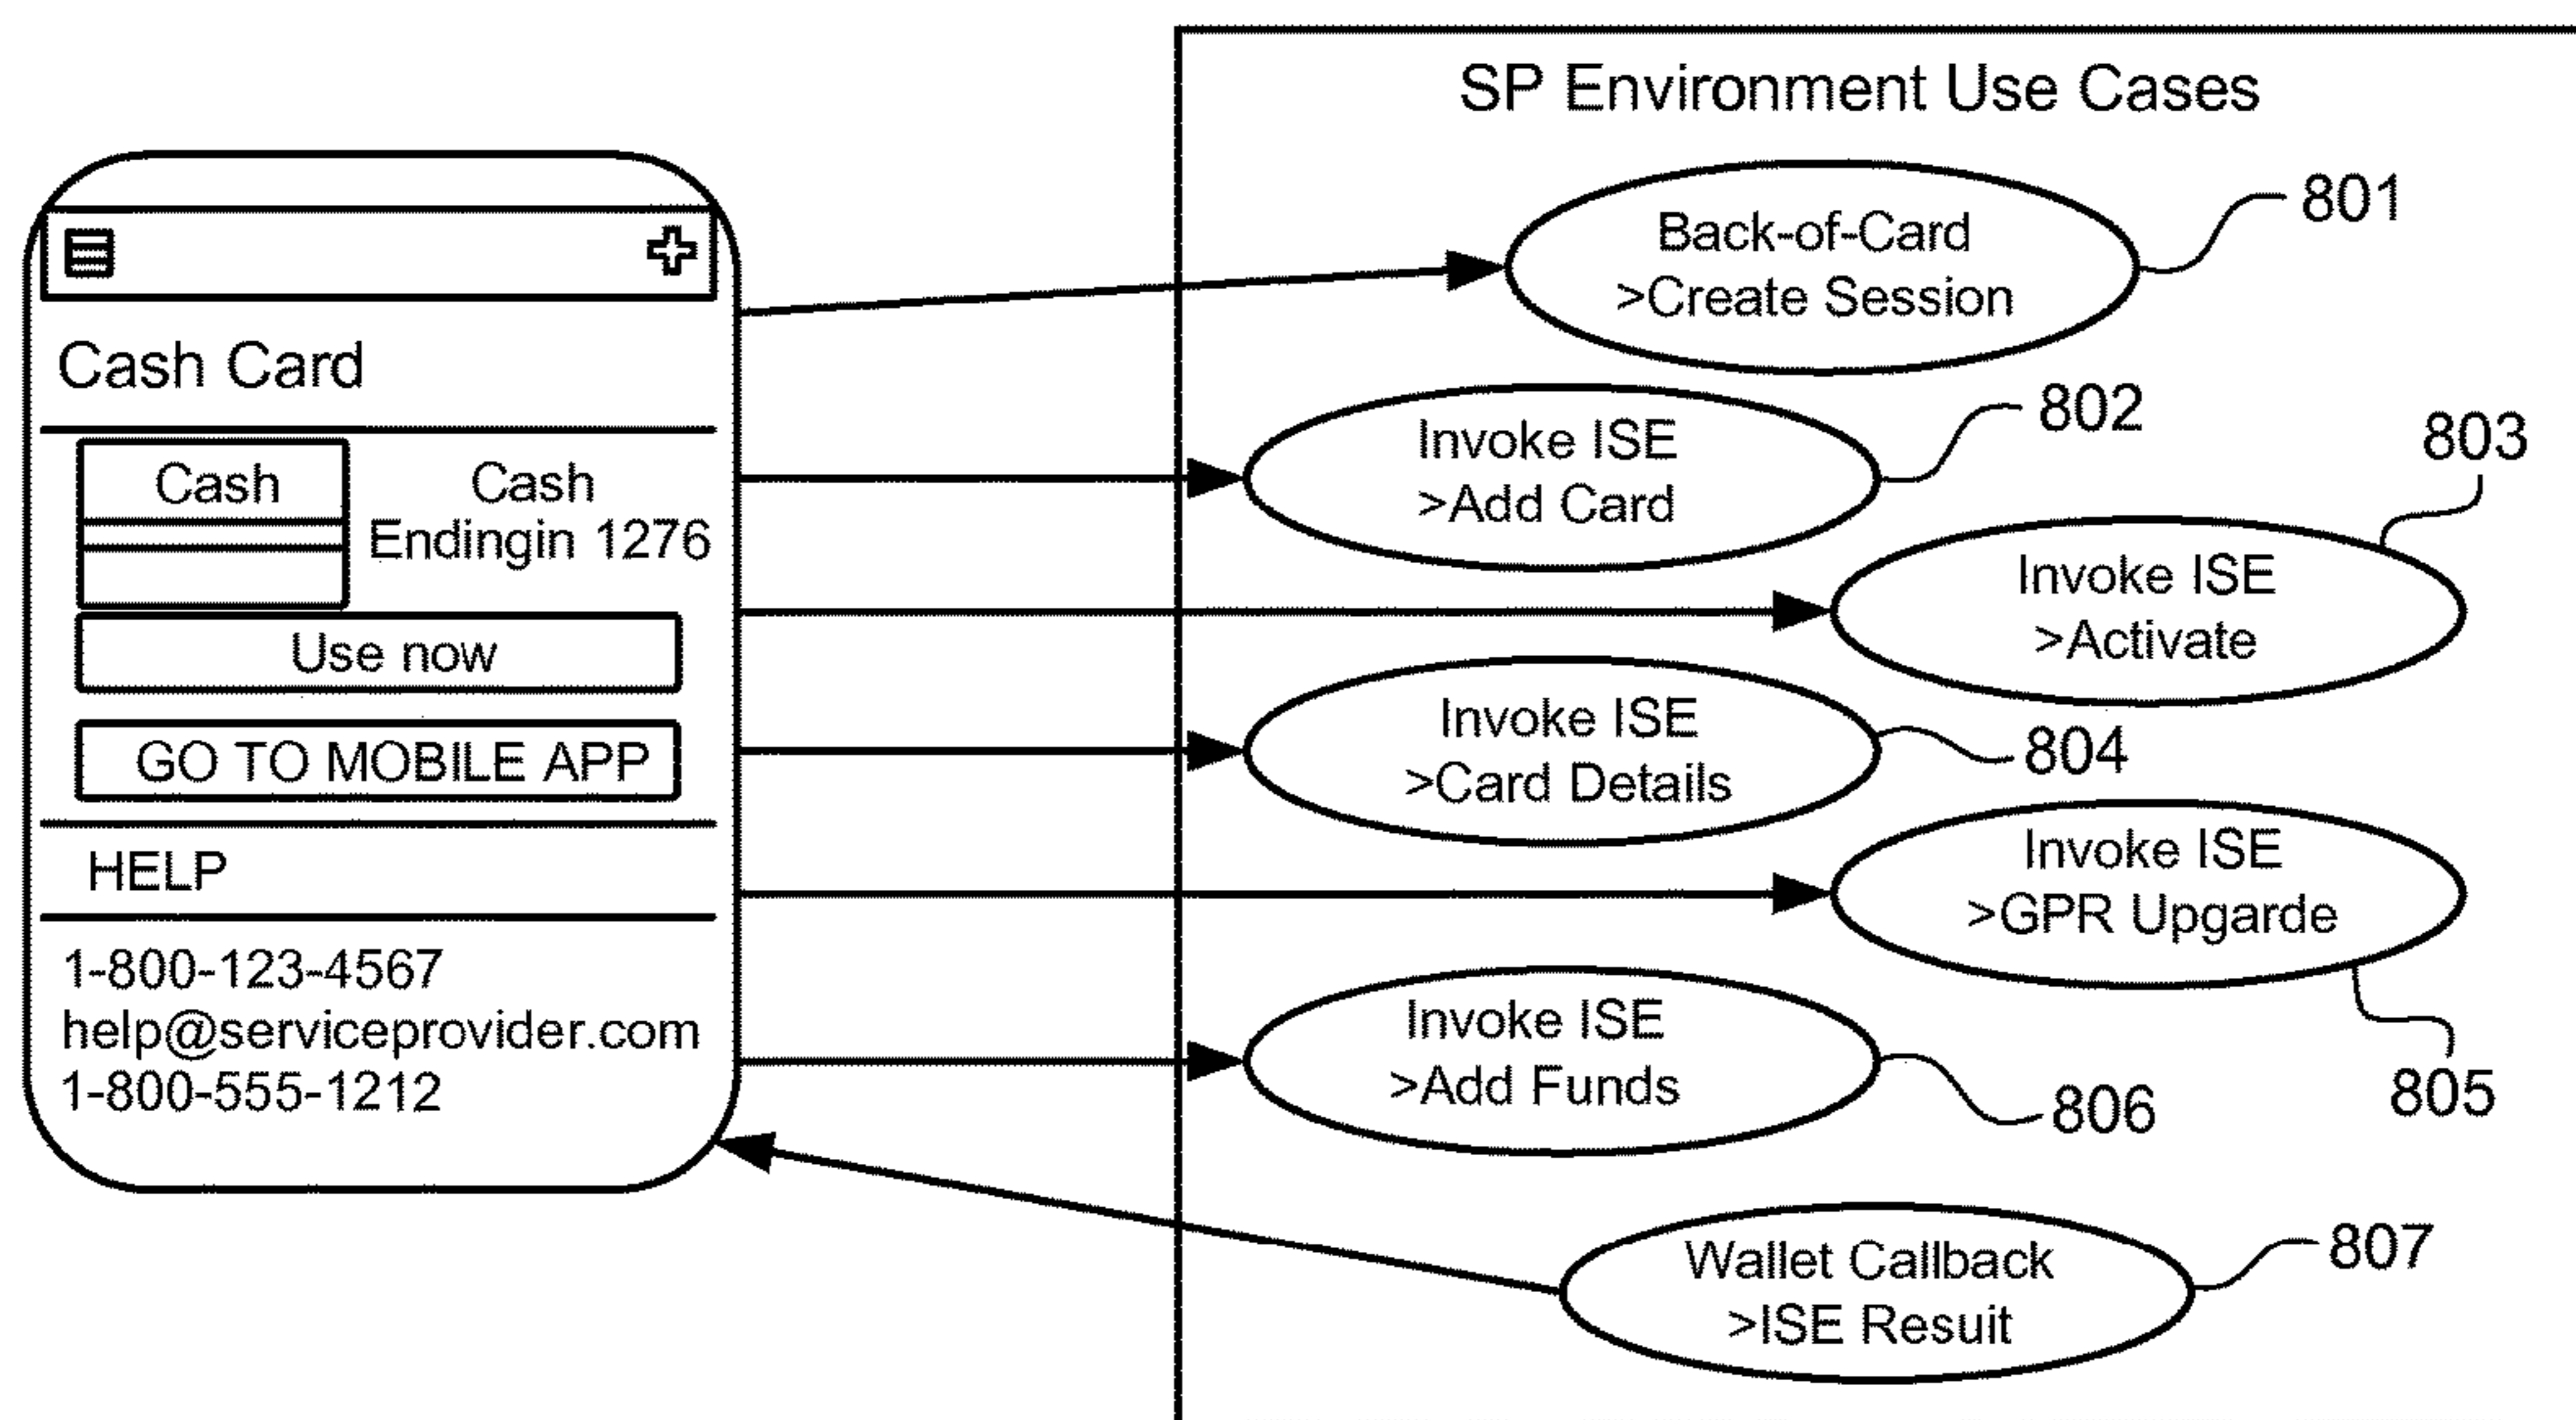 Cash Card
Cash
Cash
Endingin 1276
Use now
GO TO MOBILE APP
HELP
1-800-123-4567
help@serviceprovider.com
1-800-555-1212
SP Environment Use Cases
Back-of-Card
>Create Session
801
Invoke ISE
>Add Card
802
Invoke ISE
>Activate
803
Invoke ISE
>Card Details
804
Invoke ISE
>GPR Upgarde
805
Invoke ISE
>Add Funds
806
Wallet Callback
>ISE Resuit
807